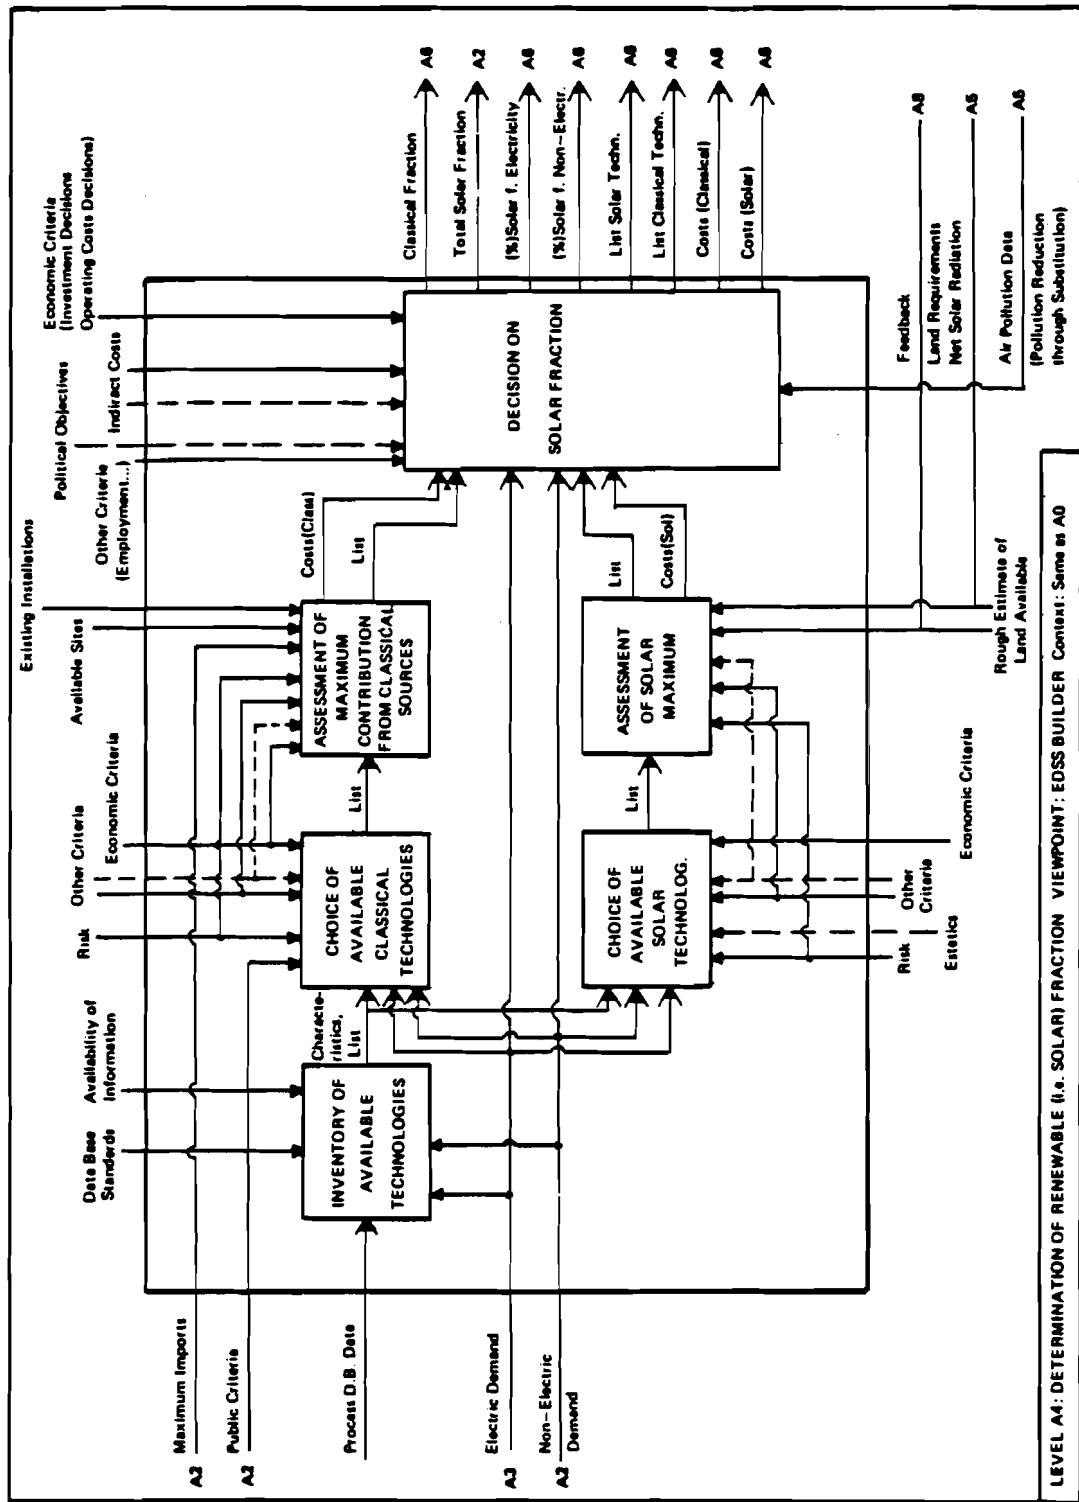 Existing Installations
Available Sites
Other Criteria
(Employment...)
Political Objectives
Indirect Costs
Economic Criteria
(Investment Decisions
Operating Costs Decisions)
Data Base
Standards
Availability of
Information
Risk
Other Criteria
Economic Criteria
A2
Maximum Imports
A2
Public Criteria
Process D.B. Data
A3
Electric Demand
A2
Non-Electric
Demand
INVENTORY OF
AVAILABLE
TECHNOLOGIES
Characte-
ristics,
List
CHOICE OF
AVAILABLE
CLASSICAL
TECHNOLOGIES
List
ASSESSMENT OF
MAXIMUM
CONTRIBUTION
FROM CLASSICAL
SOURCES
Costs(Class)
List
CHOICE OF
AVAILABLE
SOLAR
TECHNOLOG.
List
ASSESSMENT
OF SOLAR
MAXIMUM
List
Costs(Sol)
DECISION ON
SOLAR FRACTION
Classical Fraction
A6
Total Solar Fraction
A2
(%)Solar f. Electricity
A6
(%)Solar f. Non-Electr.
A6
List Solar Techn.
A6
List Classical Techn.
A6
Costs (Classical)
A6
Costs (Solar)
A6
Risk
Estetics
Other
Criteria
Economic Criteria
Rough Estimate of
Land Available
Feedback
Land Requirements
Net Solar Radiation
Air Pollution Data
(Pollution Reduction
through Substitution)
A5
A5
LEVEL A4: DETERMINATION OF RENEWABLE (i.e. SOLAR) FRACTION VIEWPOINT: EDSS BUILDER Context: Same as A0